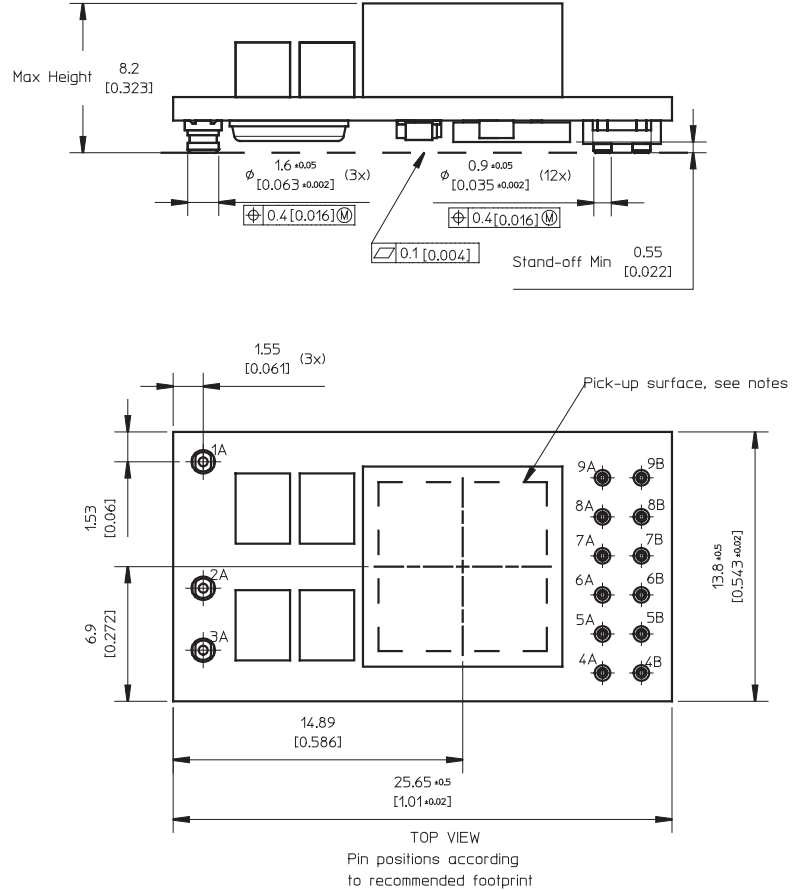 Max Height
8.2
[0.323]
ϕ 1.6 ±0.05 (3x)
[0.063 ±0.002]
⌖ 0.4 [0.016] Ⓜ
ϕ 0.9 ±0.05 (12x)
[0.035 ±0.002]
⌖ 0.4 [0.016] Ⓜ
⏥ 0.1 [0.004]
Stand-off Min
0.55
[0.022]
1.55 (3x)
[0.061]
Pick-up surface, see notes
1A
2A
3A
9A 9B
8A 8B
7A 7B
6A 6B
5A 5B
4A 4B
1.53
[0.06]
6.9
[0.272]
13.8 ±0.5
[0.543 ±0.02]
14.89
[0.586]
25.65 ±0.5
[1.01 ±0.02]
TOP VIEW
Pin positions according
to recommended footprint